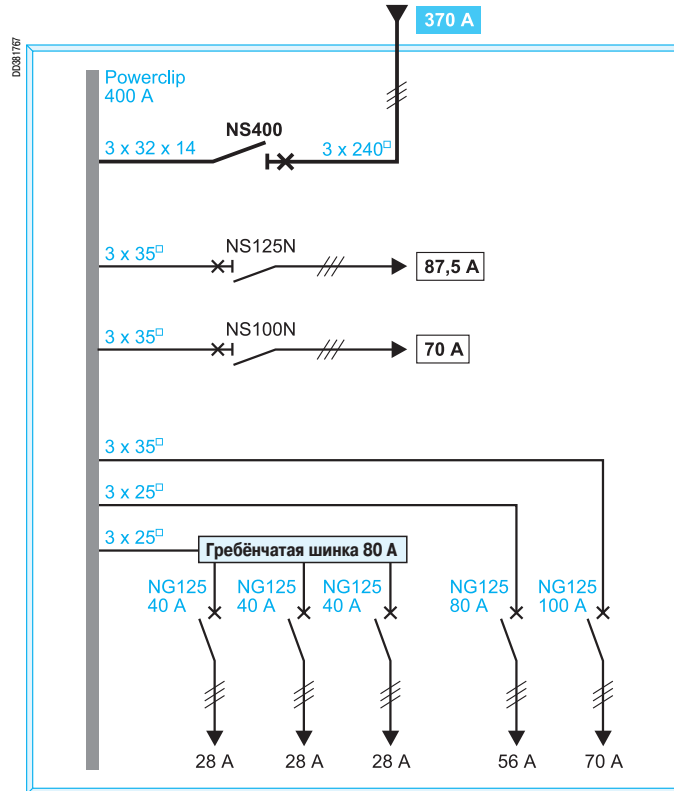 370 A
DD381767
Powerclip
400 A
NS400
3 x 32 x 14
3 x 240□
3 x 35□
NS125N
87,5 A
3 x 35□
NS100N
70 A
3 x 35□
3 x 25□
3 x 25□
Гребёнчатая шинка 80 A
NG125 NG125 NG125 NG125 NG125
40 A 40 A 40 A 80 A 100 A
28 A 28 A 28 A 56 A 70 A